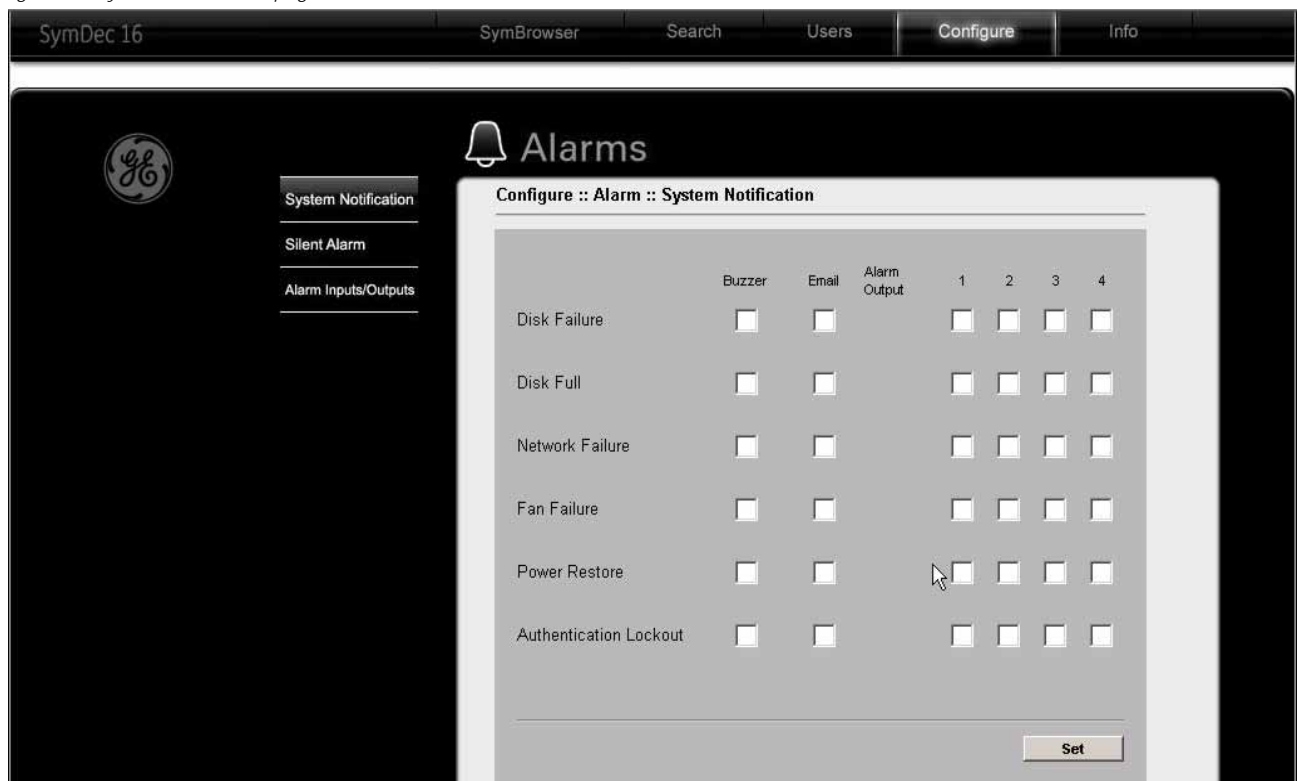 SymDec 16 SymBrowser Search Users Configure Info
GE
Alarms
System Notification
Silent Alarm
Alarm Inputs/Outputs
Configure :: Alarm :: System Notification
Buzzer Email Alarm Output 1 2 3 4
Disk Failure
Disk Full
Network Failure
Fan Failure
Power Restore
Authentication Lockout
Set